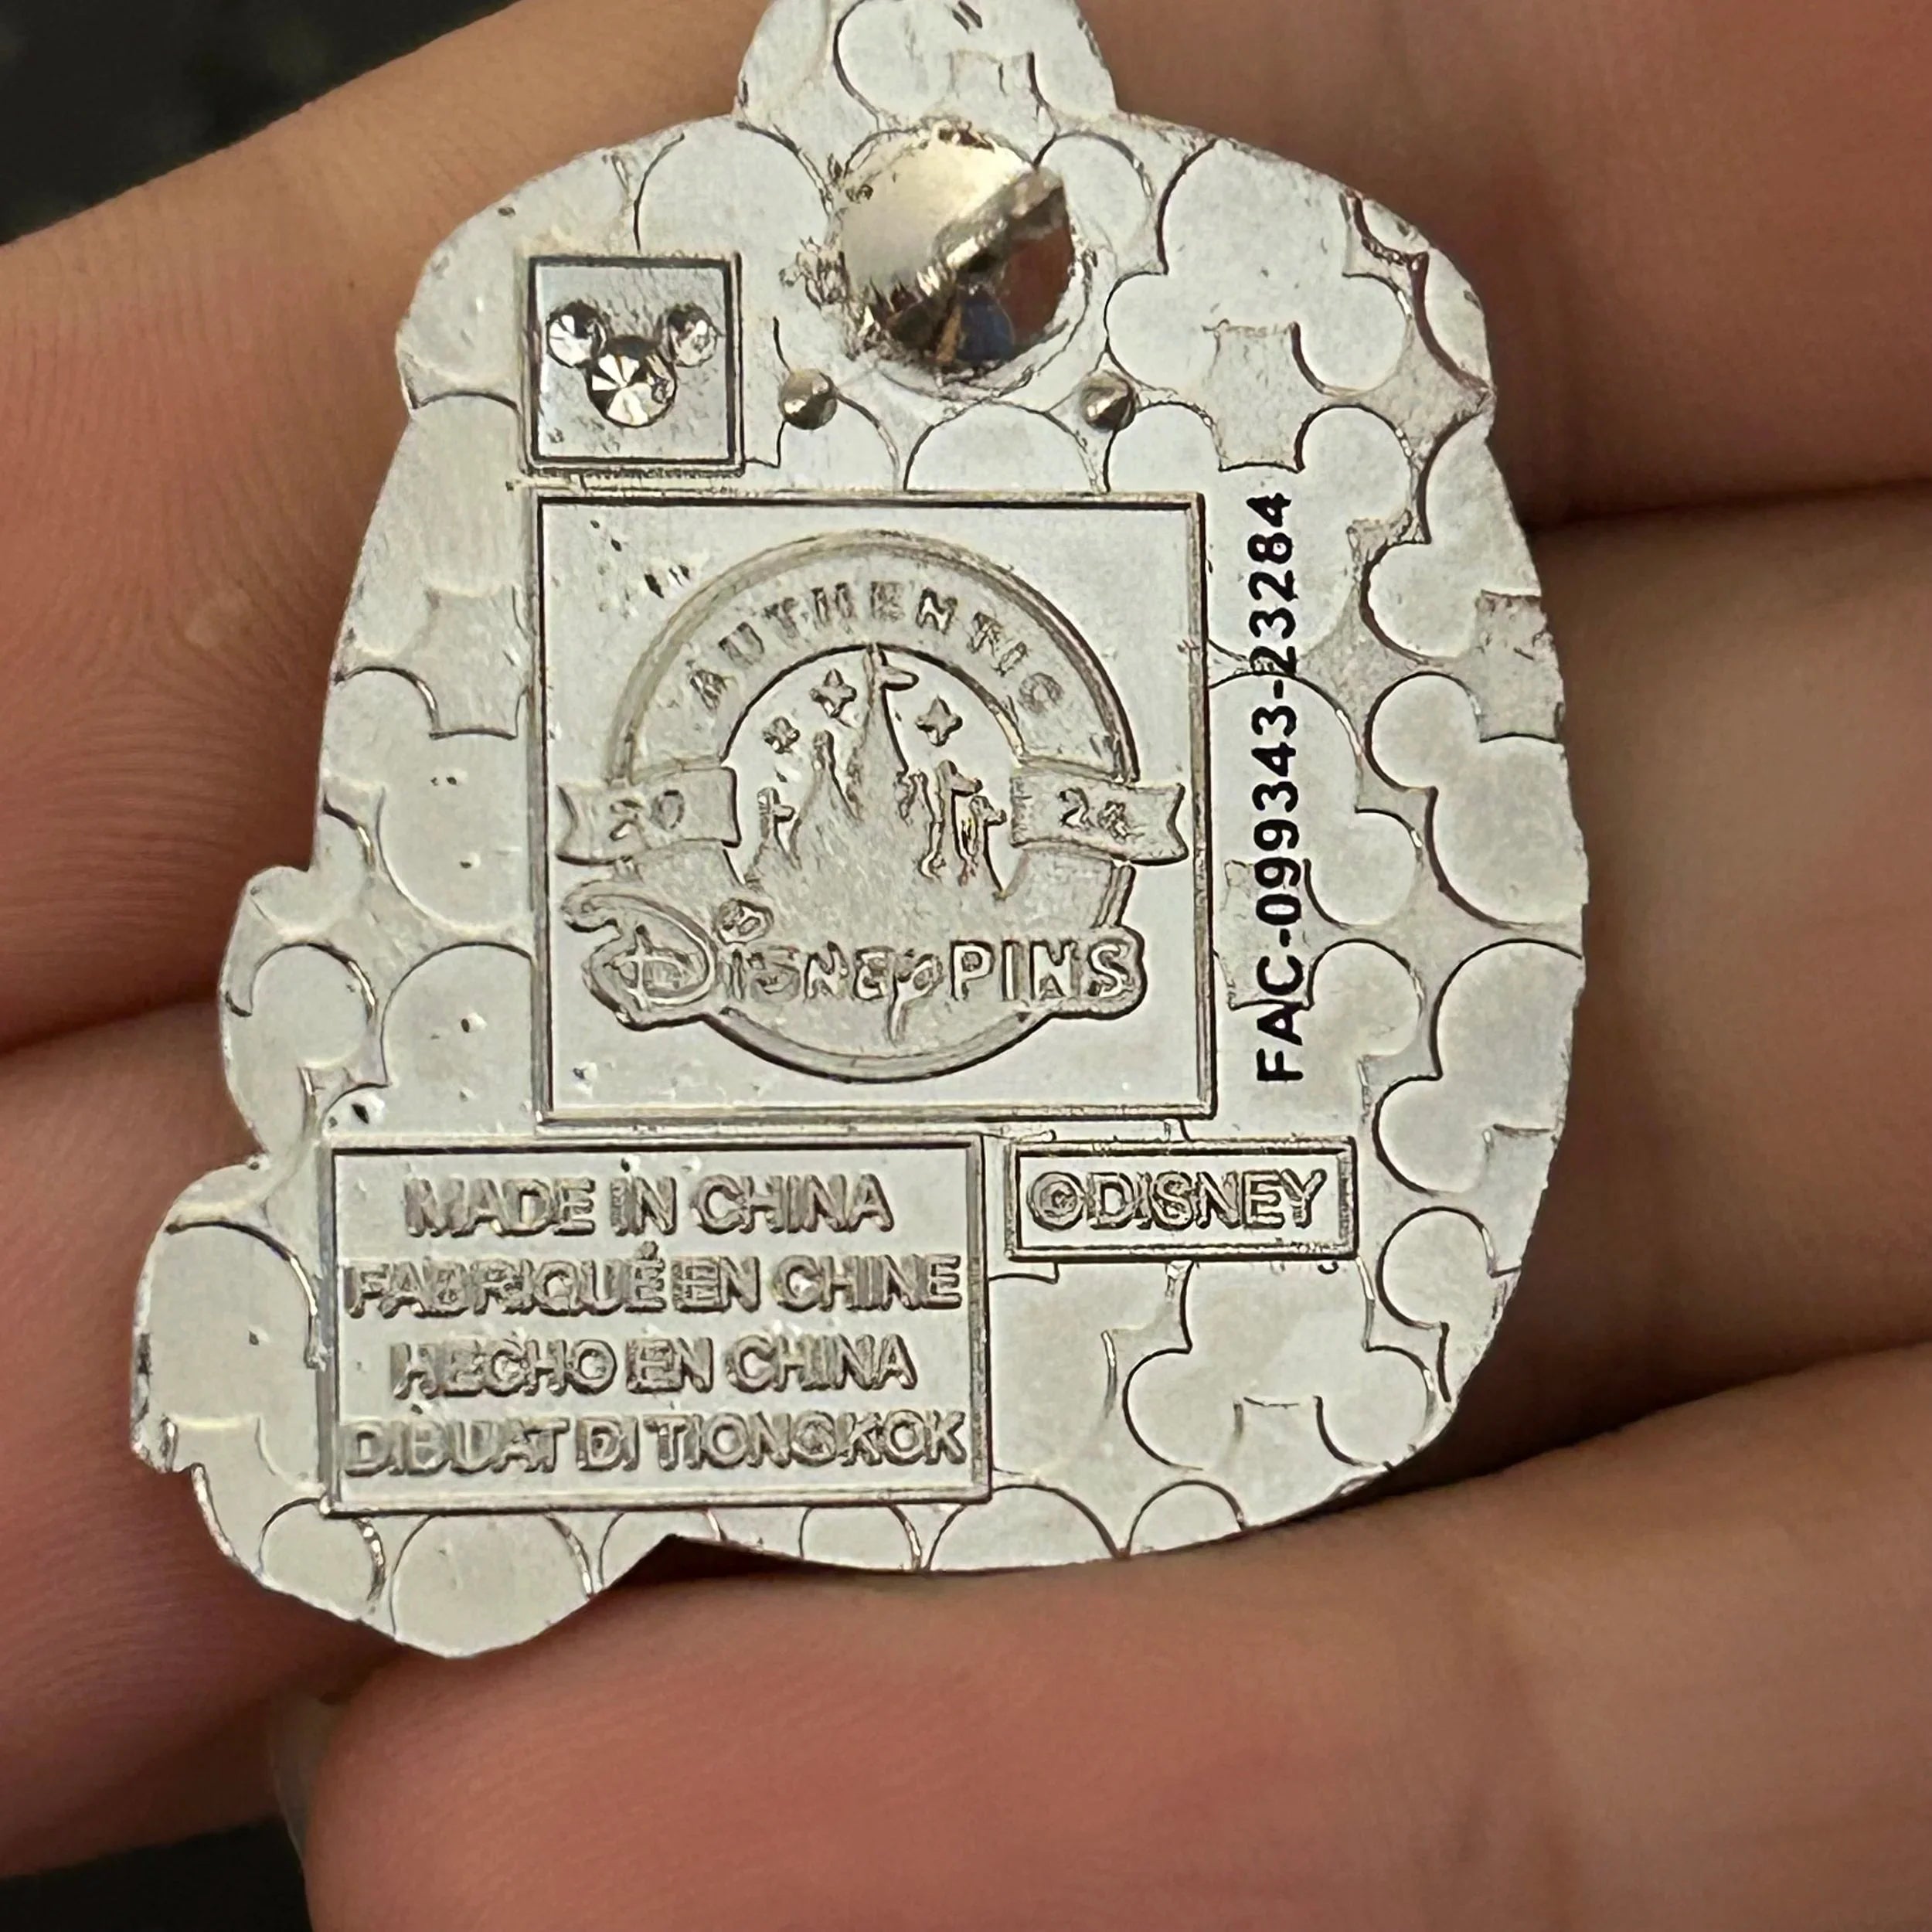 AUTHENTIC
20 24
Disney PINS
FAC-099343-23284
MADE IN CHINA
FABRIQUÉ EN CHINE
HECHO EN CHINA
DIBUAT DI TIONGKOK
©DISNEY